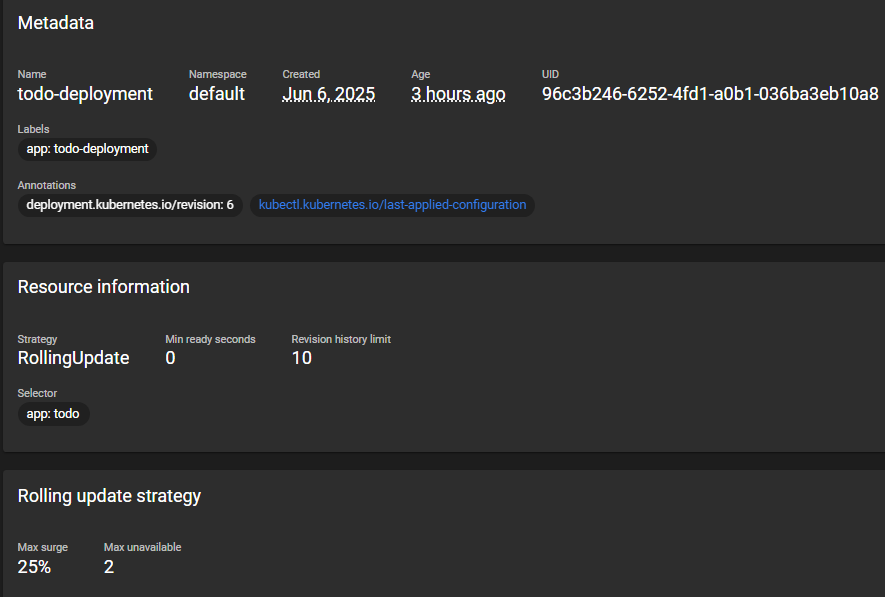 Metadata
Name Namespace Created Age UID
todo-deployment default Jun 6, 2025 3 hours ago 96c3b246-6252-4fd1-a0b1-036ba3eb10a8
Labels
app: todo-deployment
Annotations
deployment.kubernetes.io/revision: 6 kubectl.kubernetes.io/last-applied-configuration
Resource information
Strategy Min ready seconds Revision history limit
RollingUpdate 0 10
Selector
app: todo
Rolling update strategy
Max surge Max unavailable
25% 2